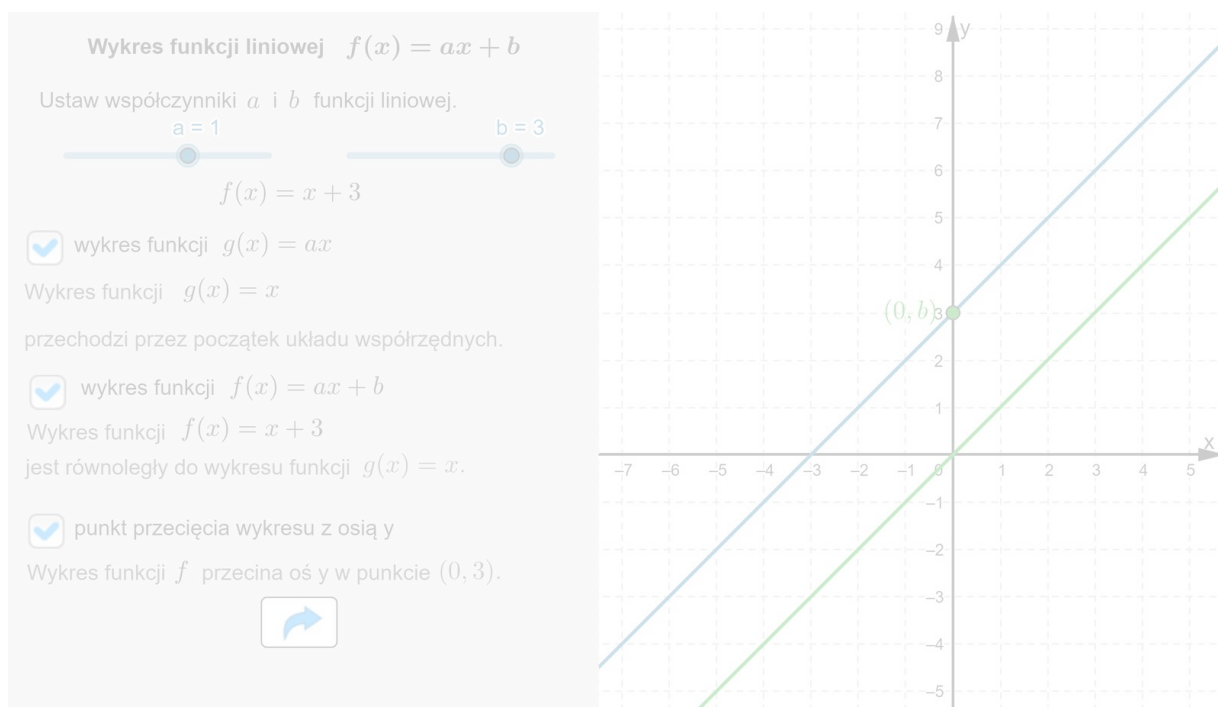 Wykres funkcji liniowej f(x) = ax + b
Ustaw współczynniki a i b funkcji liniowej.
a = 1 b = 3
f(x) = x + 3
wykres funkcji g(x) = ax
Wykres funkcji g(x) = x
przechodzi przez początek układu współrzędnych.
wykres funkcji f(x) = ax + b
Wykres funkcji f(x) = x + 3
jest równoległy do wykresu funkcji g(x) = x.
punkt przecięcia wykresu z osią y
Wykres funkcji f przecina oś y w punkcie (0, 3).
y
9
8
7
6
5
4
(0, b) 3
2
1
x
–7 –6 –5 –4 –3 –2 –1 0 1 2 3 4 5
–1
–2
–3
–4
–5